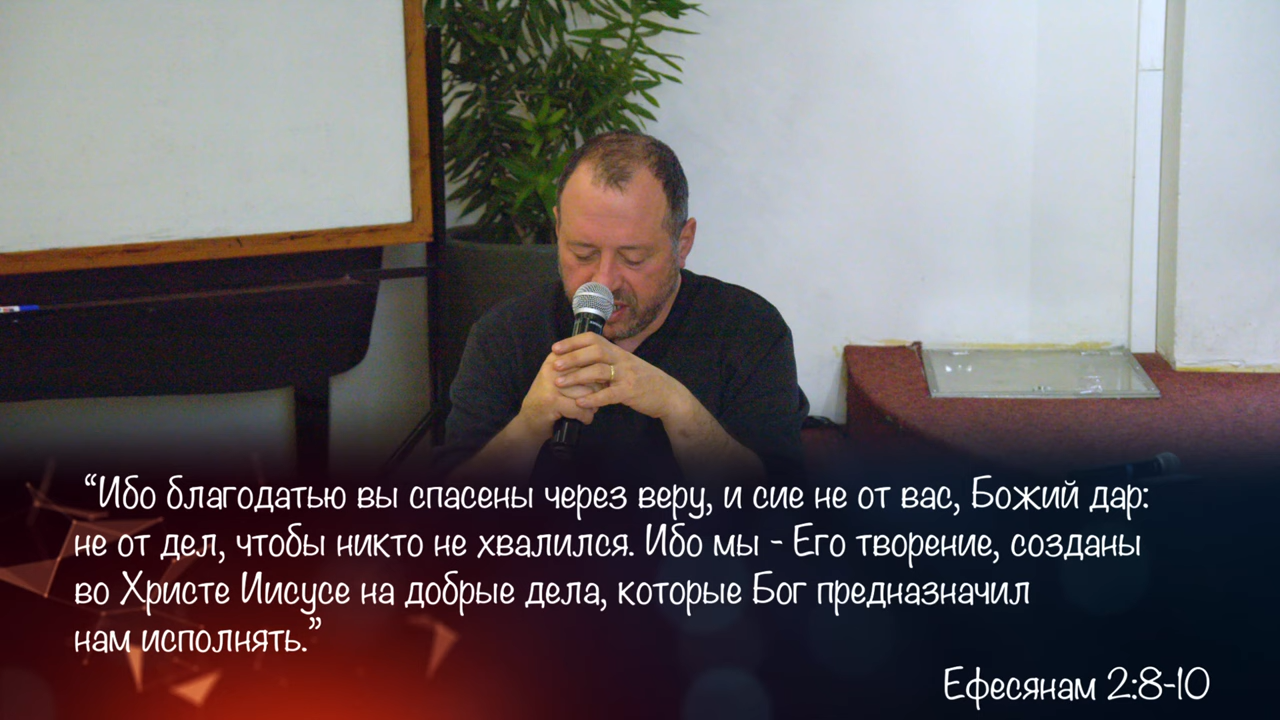 “Ибо благодатью вы спасены через веру, и сие не от вас, Божий дар:
не от дел, чтобы никто не хвалился. Ибо мы - Его творение, созданы
во Христе Иисусе на добрые дела, которые Бог предназначил
нам исполнять.”
Ефесянам 2:8-10